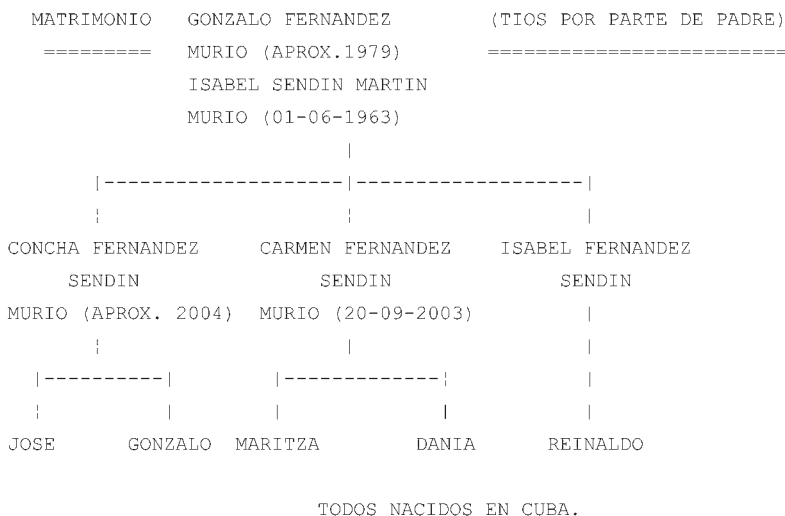 MATRIMONIO GONZALO FERNANDEZ (TIOS POR PARTE DE PADRE)
========= MURIO (APROX.1979) =========================
ISABEL SENDIN MARTIN
MURIO (01-06-1963)
|
|--------------------|-------------------|
¦ ¦ |
CONCHA FERNANDEZ CARMEN FERNANDEZ ISABEL FERNANDEZ
SENDIN SENDIN SENDIN
MURIO (APROX. 2004) MURIO (20-09-2003) |
¦ | |
|----------| |-------------¦ |
¦ | | | |
JOSE GONZALO MARITZA DANIA REINALDO
TODOS NACIDOS EN CUBA.